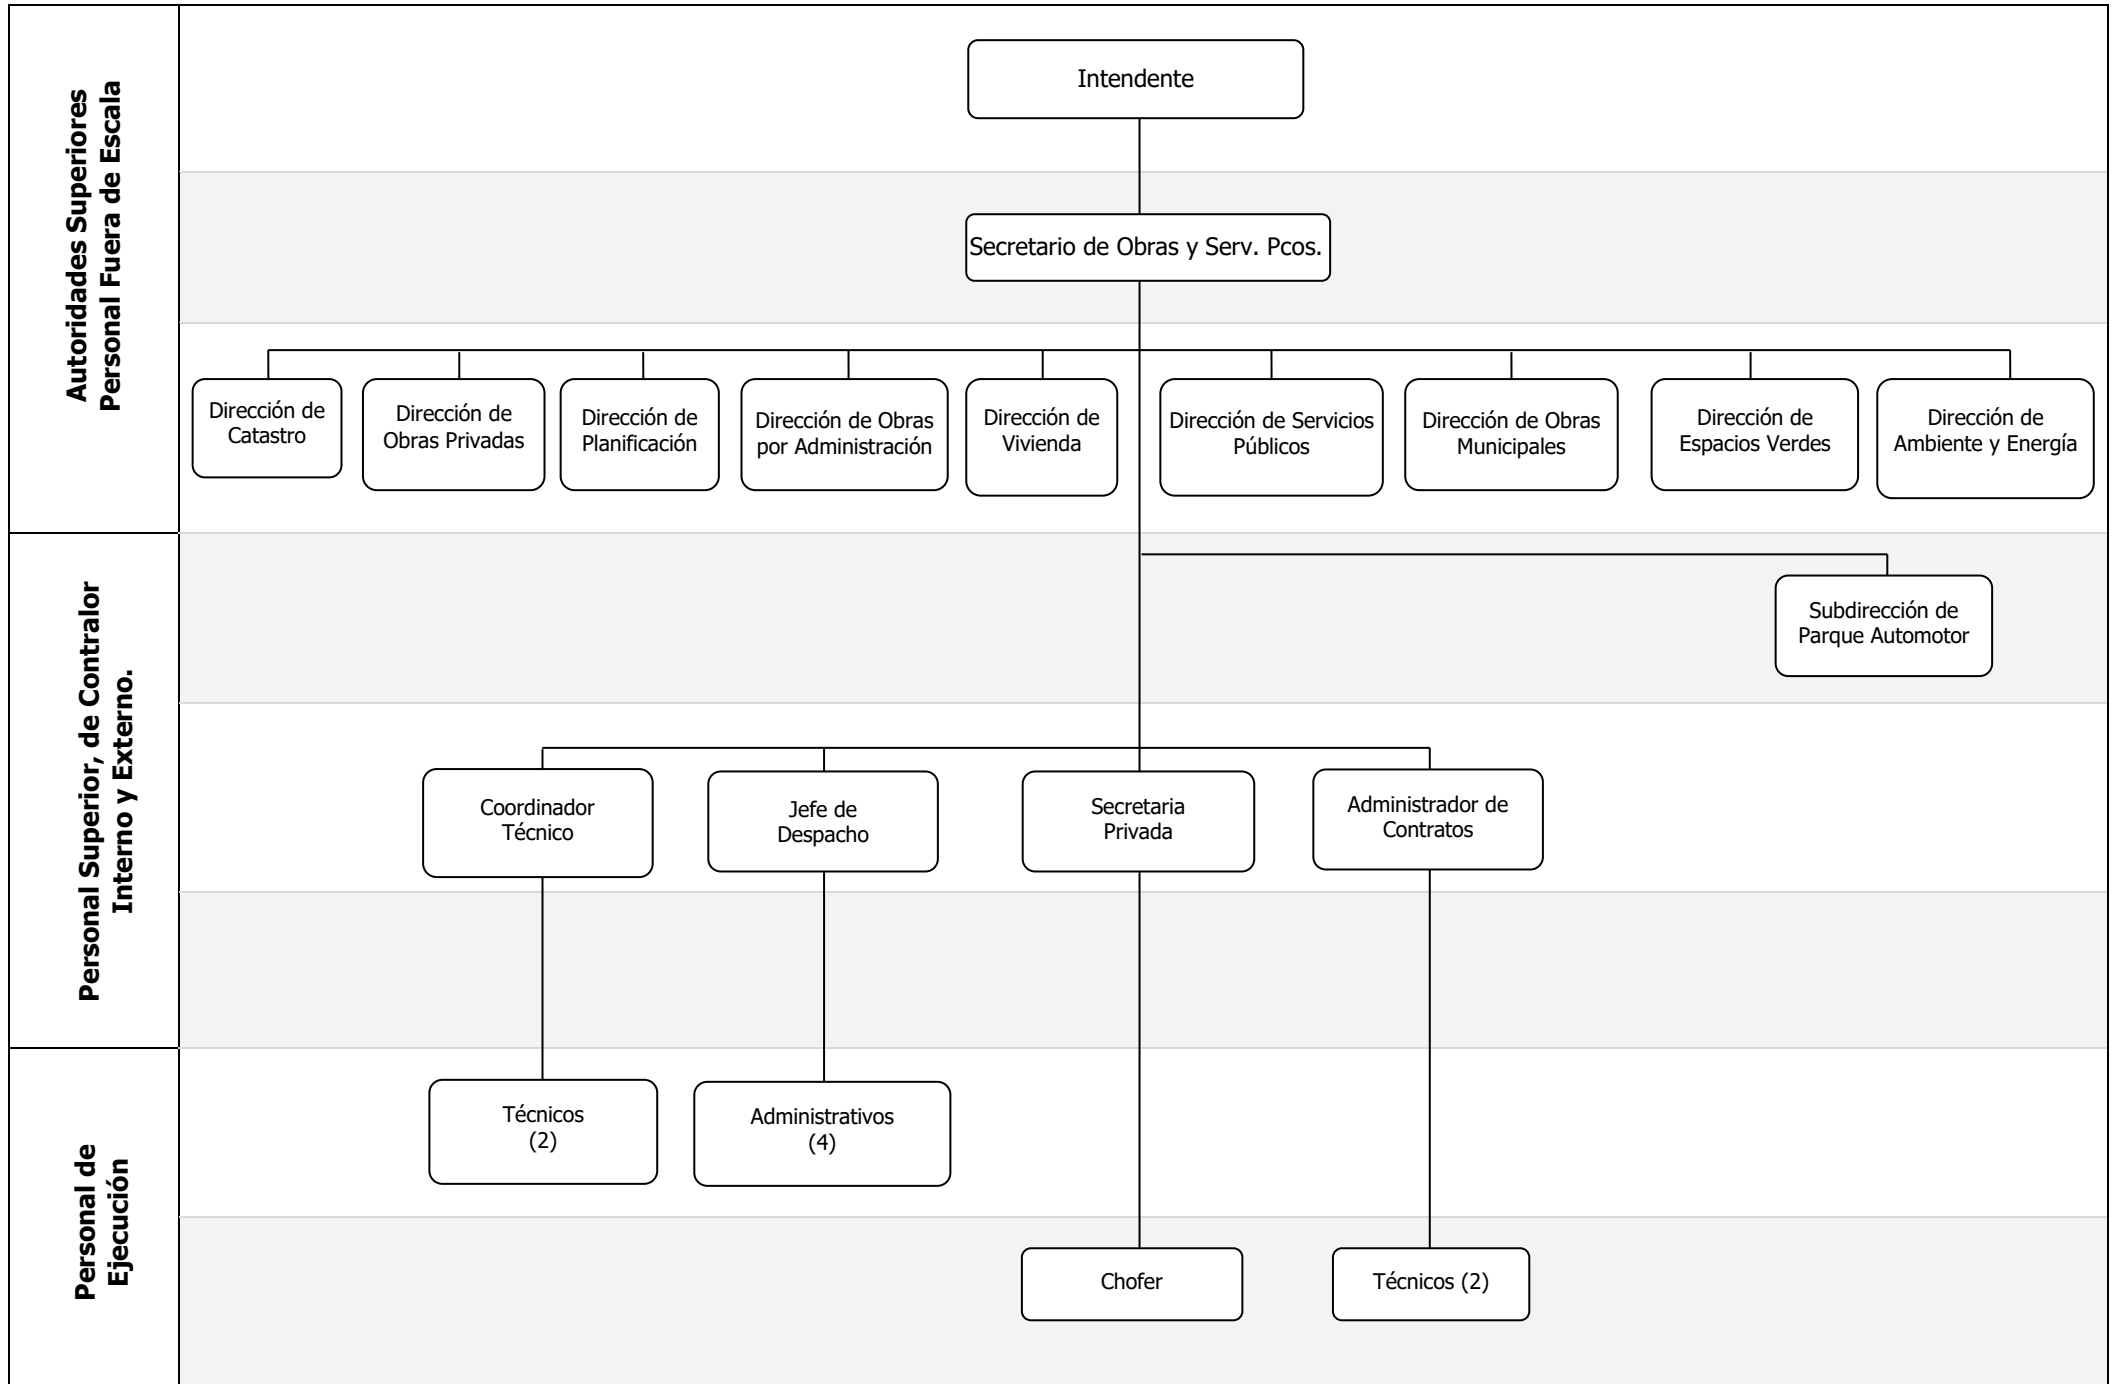 Autoridades Superiores
Personal Fuera de Escala
Intendente
Secretario de Obras y Serv. Pcos.
Dirección de
Catastro
Dirección de
Obras Privadas
Dirección de
Planificación
Dirección de Obras
por Administración
Dirección de
Vivienda
Dirección de Servicios
Públicos
Dirección de Obras
Municipales
Dirección de
Espacios Verdes
Dirección de
Ambiente y Energía
Personal Superior, de Contralor
Interno y Externo.
Subdirección de
Parque Automotor
Coordinador
Técnico
Jefe de
Despacho
Secretaria
Privada
Administrador de
Contratos
Personal de
Ejecución
Técnicos
(2)
Administrativos
(4)
Chofer
Técnicos (2)